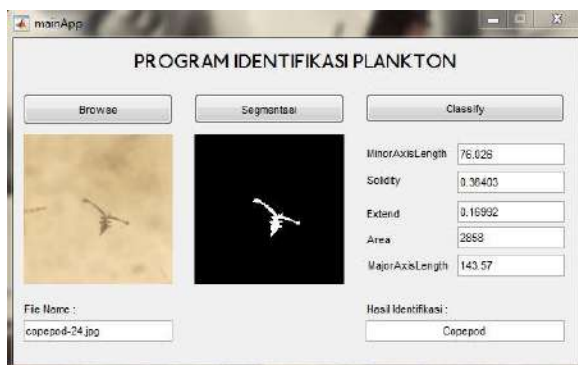 mainApp
PROGRAM IDENTIFIKASI PLANKTON
Browse
Segmentasi
Classify
MinorAxisLength 76.026
Solidity 0.36403
Extend 0.16992
Area 2858
MajorAxisLength 143.57
File Name :
copepod-24.jpg
Hasil Identifikasi :
Copepod